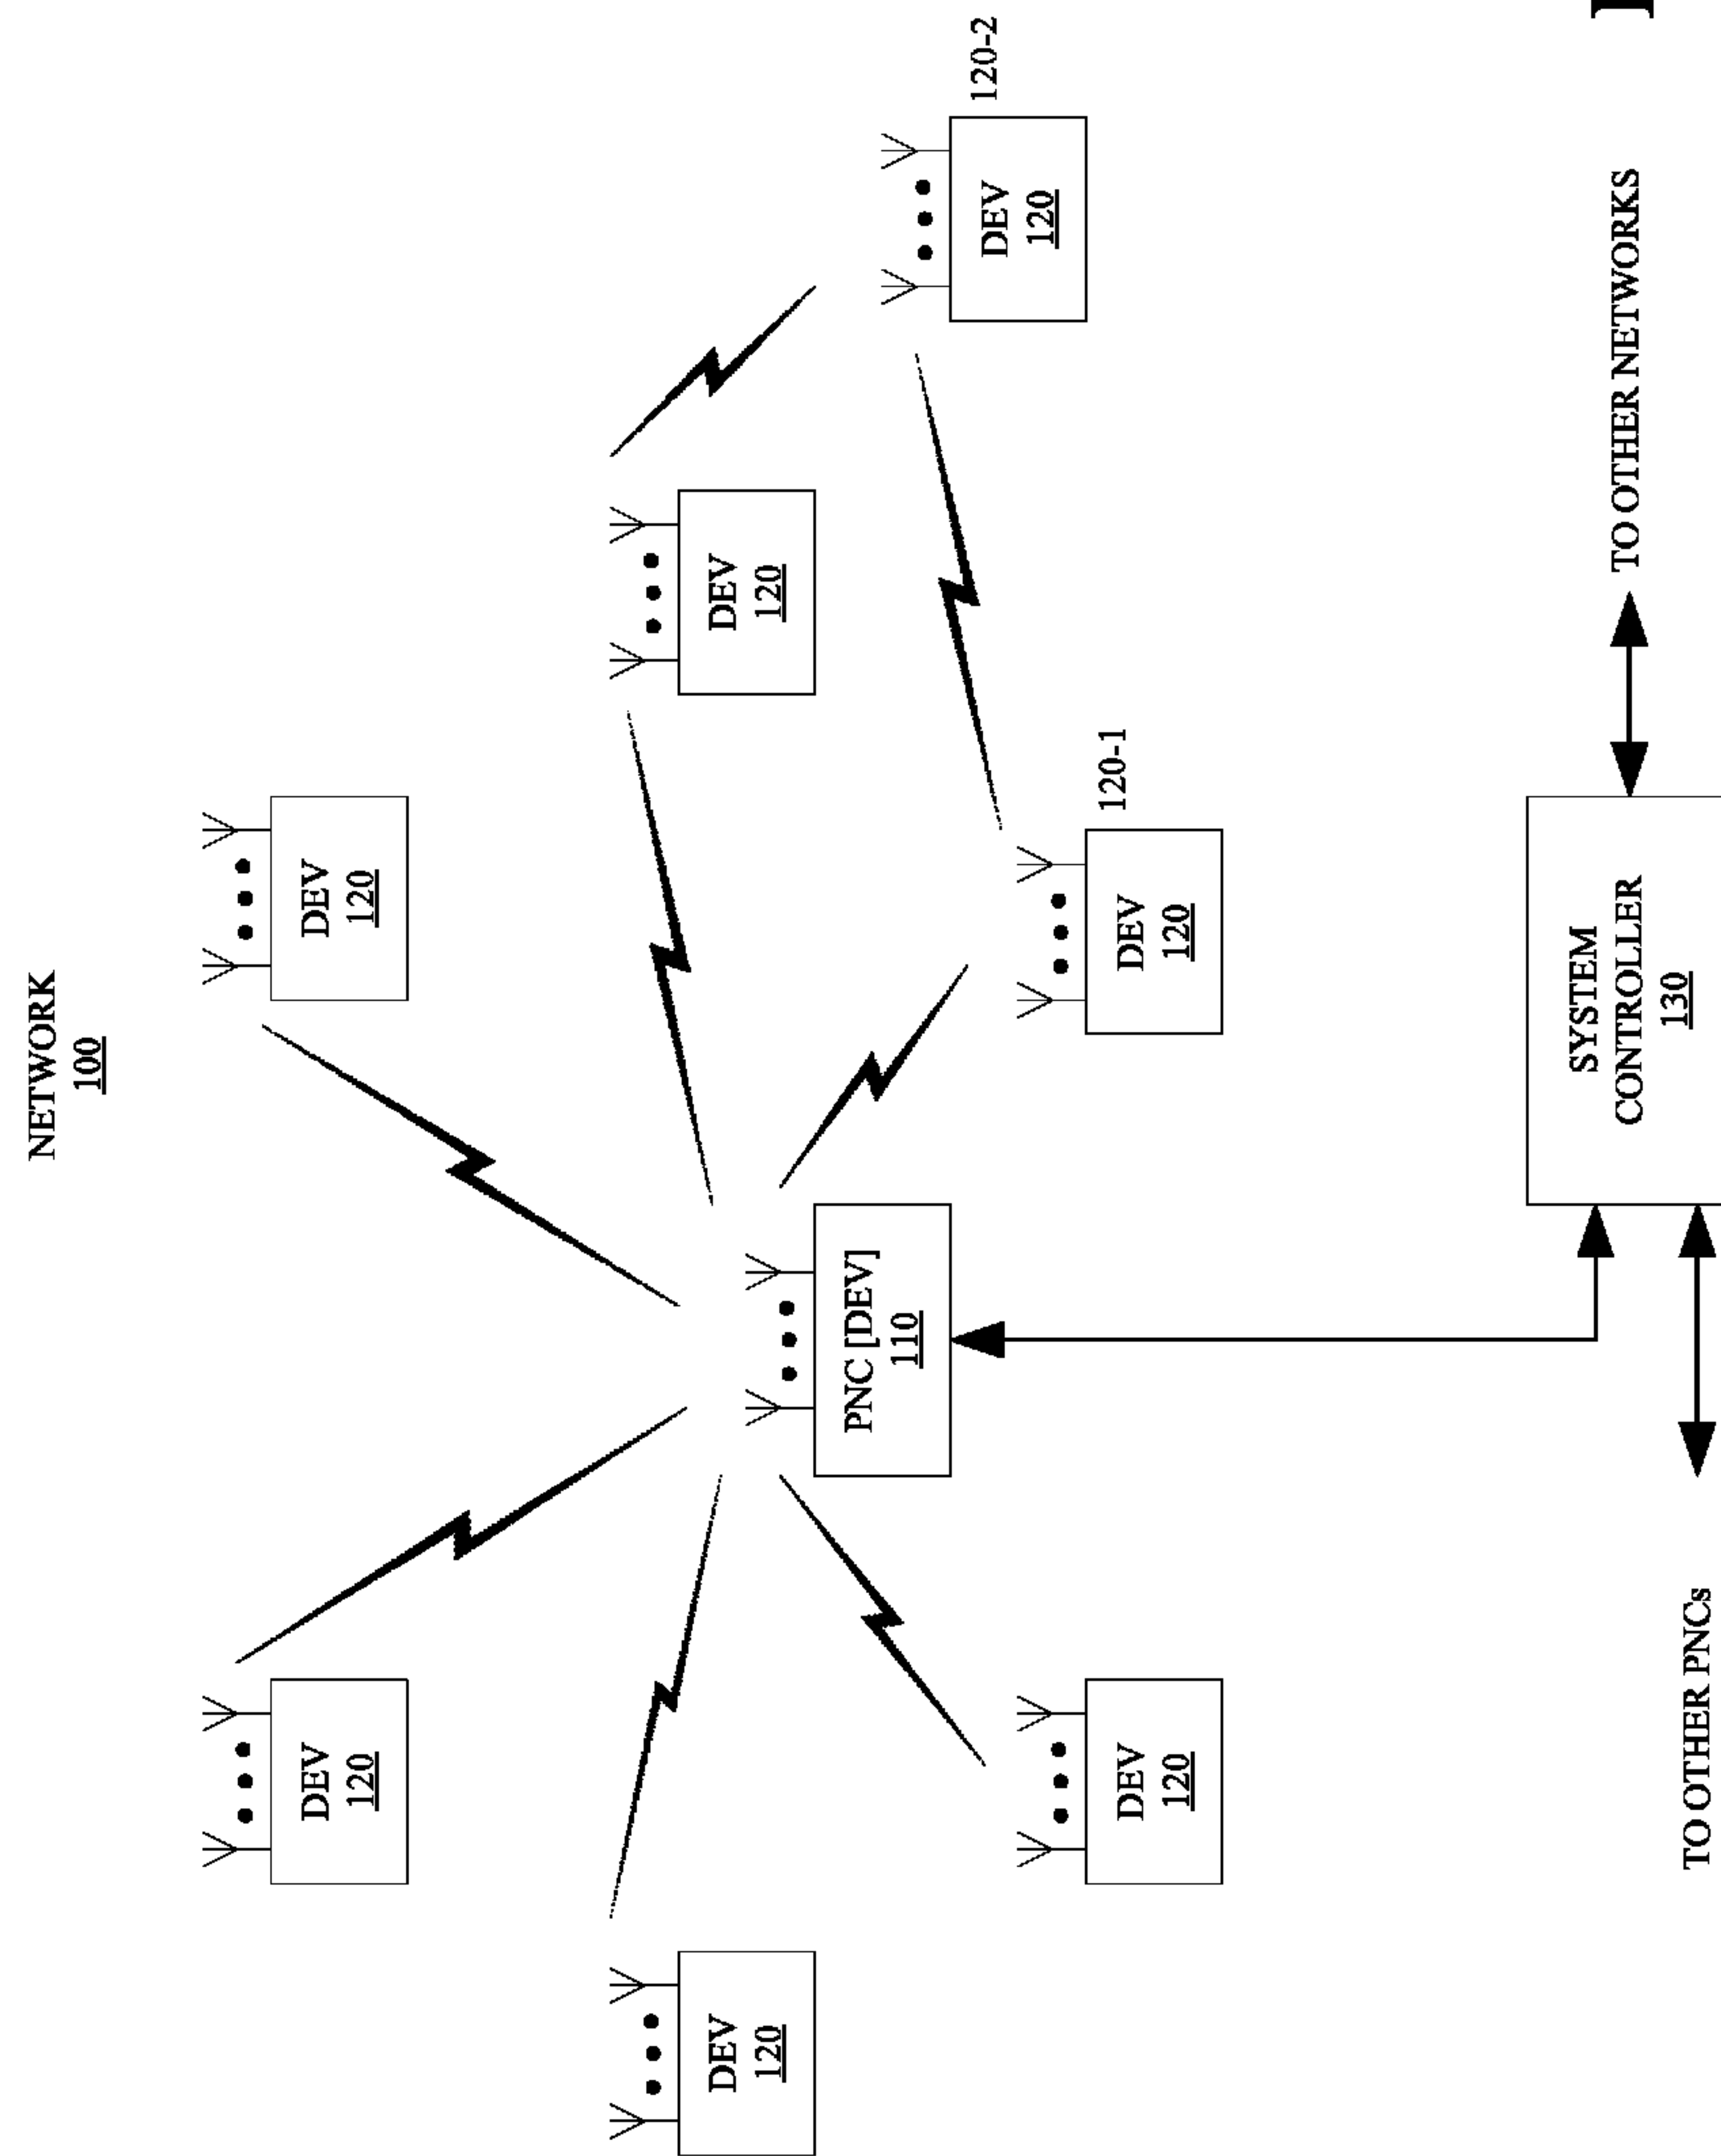 NETWORK
100
DEV
120
DEV
120
DEV
120
DEV
120
PNC [DEV]
110
120-2
DEV
120
DEV
120
120-1
DEV
120
SYSTEM
CONTROLLER
130
TO OTHER NETWORKS
TO OTHER PNCs